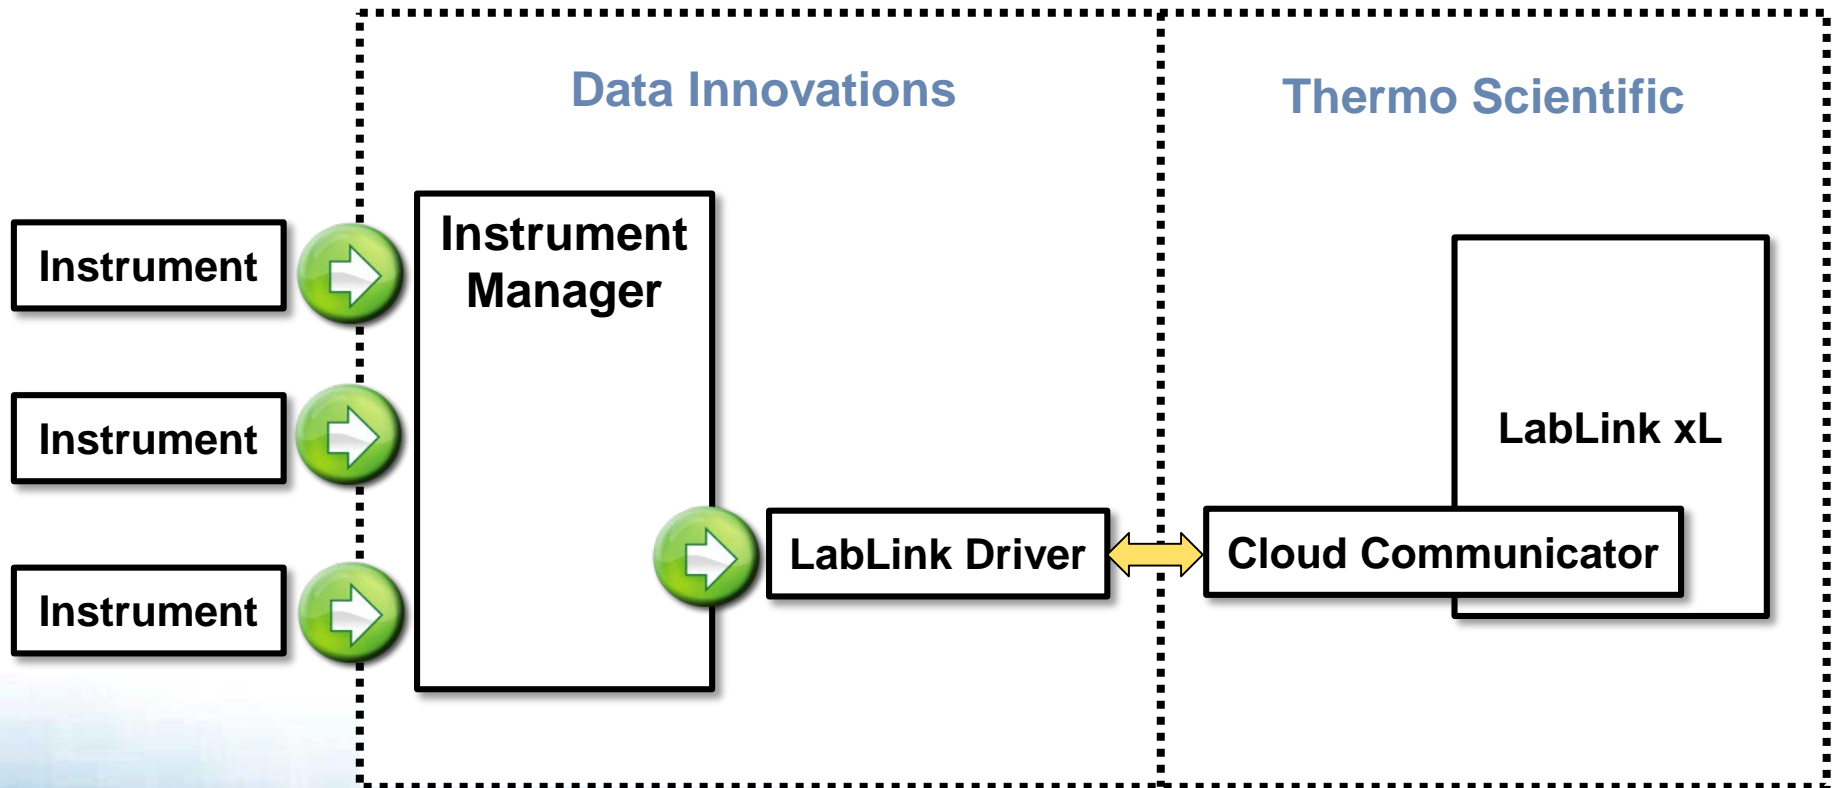 Data Innovations
Thermo Scientific
Instrument
Instrument
Instrument
Instrument
Manager
LabLink Driver
Cloud Communicator
LabLink xL